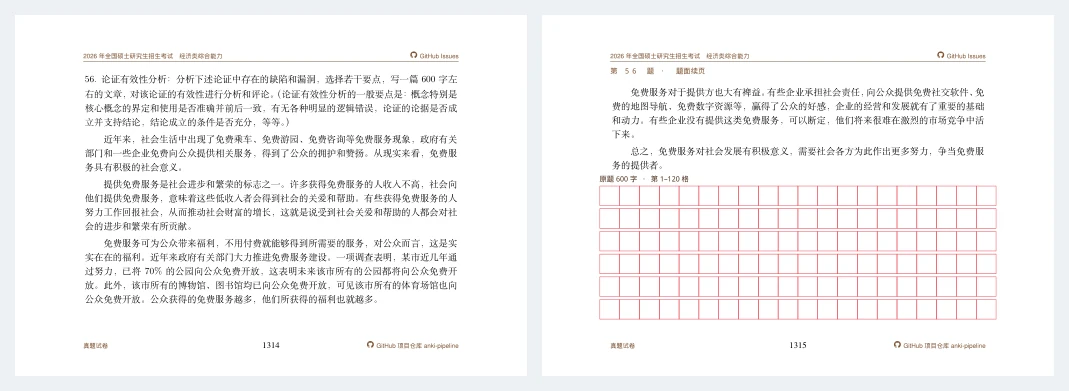 2026 年全国硕士研究生招生考试 经济类综合能力
GitHub Issues
56. 论证有效性分析：分析下述论证中存在的缺陷和漏洞，选择若干要点，写一篇 600 字左
右的文章，对该论证的有效性进行分析和评论。（论证有效性分析的一般要点是：概念特别是
核心概念的界定和使用是否准确并前后一致，有无各种明显的逻辑错误，论证的论据是否成
立并支持结论，结论成立的条件是否充分，等等。）
近年来，社会生活中出现了免费乘车、免费游园、免费咨询等免费服务现象，政府有关
部门和一些企业免费向公众提供相关服务，得到了公众的拥护和赞扬。从现实来看，免费服
务具有积极的社会意义。
提供免费服务是社会进步和繁荣的标志之一。许多获得免费服务的人收入不高，社会向
他们提供免费服务，意味着这些低收入者会得到社会的关爱和帮助。有些获得免费服务的人
努力工作回报社会，从而推动社会财富的增长，这就是说受到社会关爱和帮助的人都会对社
会的进步和繁荣有所贡献。
免费服务可为公众带来福利，不用付费就能够得到所需要的服务，对公众而言，这是实
实在在的福利。近年来政府有关部门大力推进免费服务建设。一项调查表明，某市近几年通
过努力，已将 70% 的公园向公众免费开放，这表明未来该市所有的公园都将向公众免费开
放。此外，该市所有的博物馆、图书馆均已向公众免费开放，可见该市所有的体育场馆也向
公众免费开放。公众获得的免费服务越多，他们所获得的福利也就越多。
真题试卷
1314
GitHub 项目仓库 anki-pipeline
2026 年全国硕士研究生招生考试 经济类综合能力
GitHub Issues
第 56 题 · 题面续页
免费服务对于提供方也大有裨益。有些企业承担社会责任，向公众提供免费社交软件、免
费的地图导航、免费数字资源等，赢得了公众的好感，企业的经营和发展就有了重要的基础
和动力。有些企业没有提供这类免费服务，可以断定，他们将来很难在激烈的市场竞争中活
下来。
总之，免费服务对社会发展有积极意义，需要社会各方为此作出更多努力，争当免费服
务的提供者。
原题 600 字 · 第 1–120 格
真题试卷
1315
GitHub 项目仓库 anki-pipeline